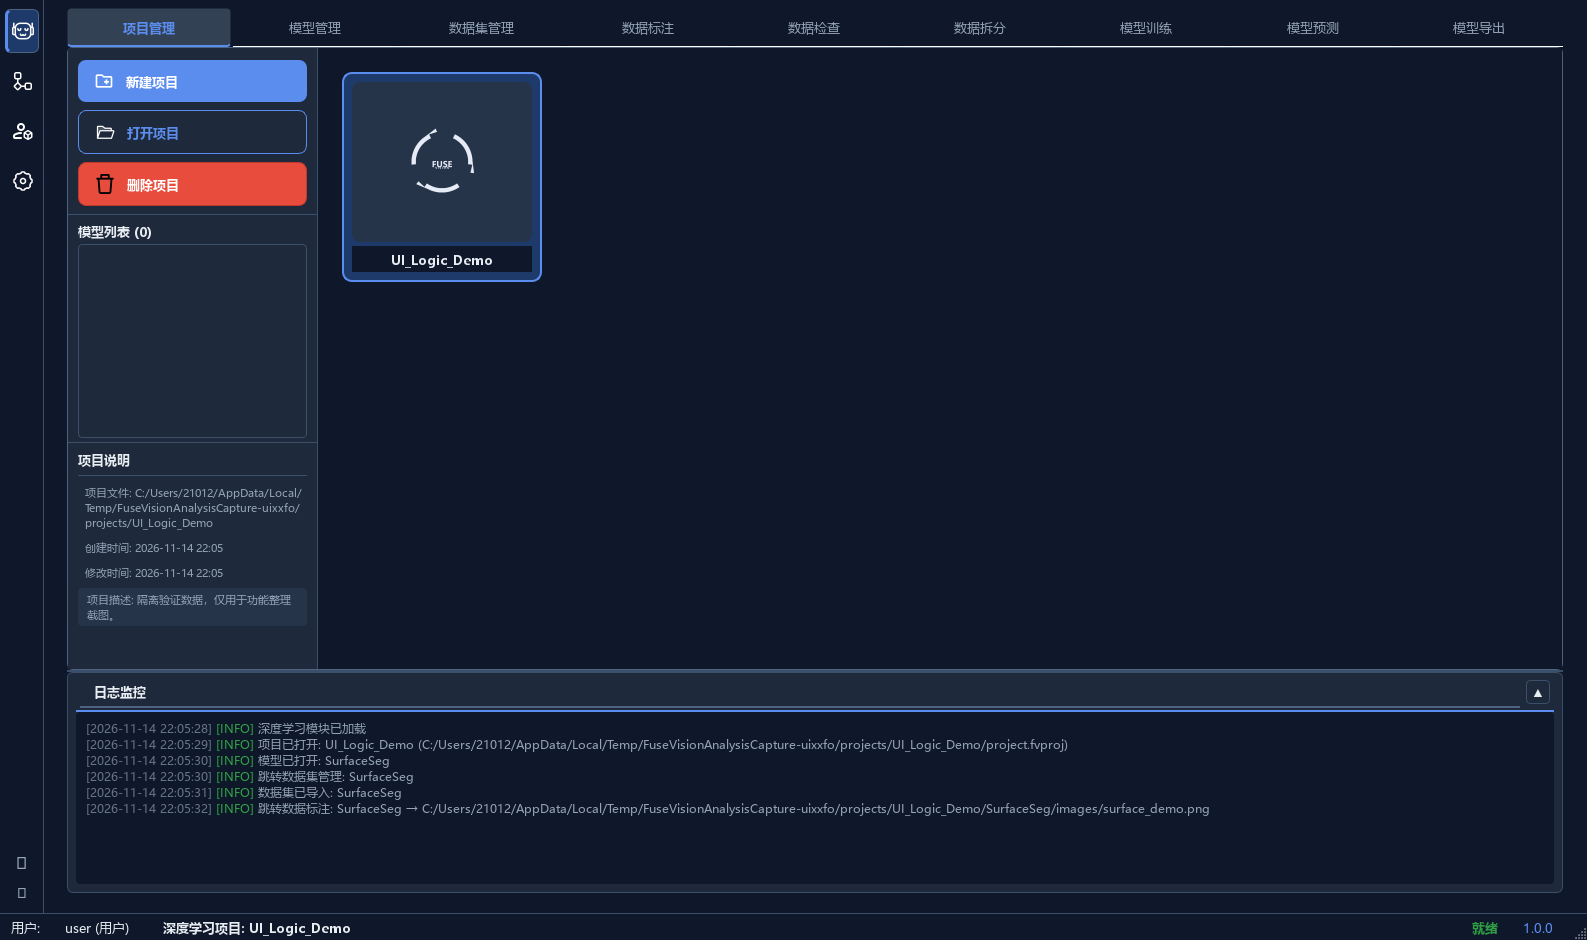 项目管理
模型管理
数据集管理
数据标注
数据检查
数据拆分
模型训练
模型预测
模型导出
新建项目
打开项目
删除项目
模型列表 (0)
FUSE
UI_Logic_Demo
项目说明
项目文件: C:/Users/21012/AppData/Local/
Temp/FuseVisionAnalysisCapture-uixxfo/
projects/UI_Logic_Demo
创建时间: 2026-11-14 22:05
修改时间: 2026-11-14 22:05
项目描述: 隔离验证数据，仅用于功能整理
截图。
日志监控
[2026-11-14 22:05:28] [INFO] 深度学习模块已加载
[2026-11-14 22:05:29] [INFO] 项目已打开: UI_Logic_Demo (C:/Users/21012/AppData/Local/Temp/FuseVisionAnalysisCapture-uixxfo/projects/UI_Logic_Demo/project.fvproj)
[2026-11-14 22:05:30] [INFO] 模型已打开: SurfaceSeg
[2026-11-14 22:05:30] [INFO] 跳转数据集管理: SurfaceSeg
[2026-11-14 22:05:31] [INFO] 数据集已导入: SurfaceSeg
[2026-11-14 22:05:32] [INFO] 跳转数据标注: SurfaceSeg → C:/Users/21012/AppData/Local/Temp/FuseVisionAnalysisCapture-uixxfo/projects/UI_Logic_Demo/SurfaceSeg/images/surface_demo.png
用户: user (用户) 深度学习项目: UI_Logic_Demo 就绪 1.0.0